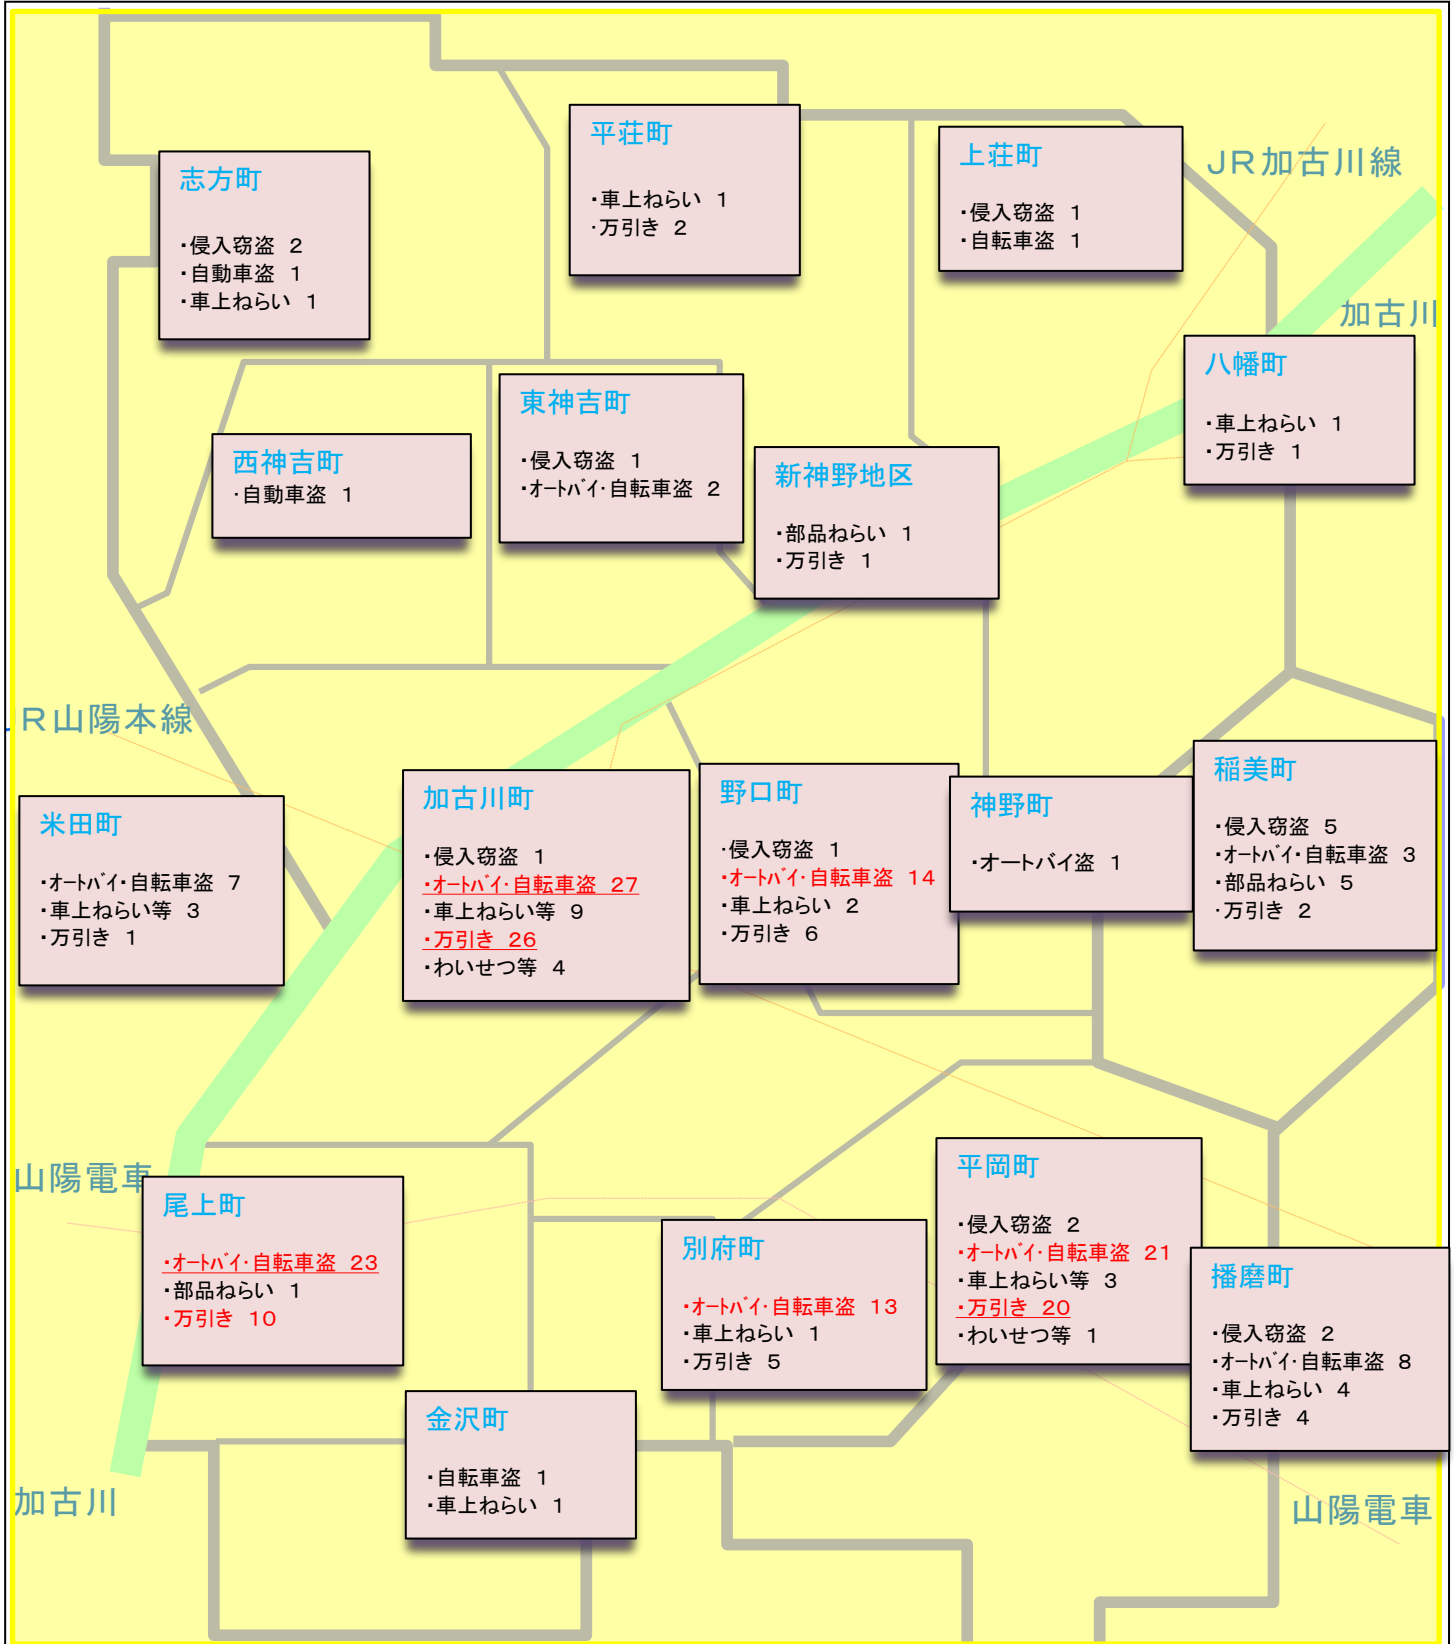 平荘町
・車上ねらい　1
・万引き　2
上荘町
・侵入窃盗　1
・自転車盗　1
JR加古川線
志方町
・侵入窃盗　2
・自動車盗　1
・車上ねらい　1
加古川
八幡町
・車上ねらい　1
・万引き　1
東神吉町
・侵入窃盗　1
・オートバイ・自転車盗　2
西神吉町
・自動車盗　1
新神野地区
・部品ねらい　1
・万引き　1
JR山陽本線
米田町
・オートバイ・自転車盗　7
・車上ねらい等　3
・万引き　1
加古川町
・侵入窃盗　1
・オートバイ・自転車盗　27
・車上ねらい等　9
・万引き　26
・わいせつ等　4
野口町
・侵入窃盗　1
・オートバイ・自転車盗　14
・車上ねらい　2
・万引き　6
神野町
・オートバイ盗　1
稲美町
・侵入窃盗　5
・オートバイ・自転車盗　3
・部品ねらい　5
・万引き　2
山陽電車
尾上町
・オートバイ・自転車盗　23
・部品ねらい　1
・万引き　10
別府町
・オートバイ・自転車盗　13
・車上ねらい　1
・万引き　5
平岡町
・侵入窃盗　2
・オートバイ・自転車盗　21
・車上ねらい等　3
・万引き　20
・わいせつ等　1
播磨町
・侵入窃盗　2
・オートバイ・自転車盗　8
・車上ねらい　4
・万引き　4
金沢町
・自転車盗　1
・車上ねらい　1
加古川
山陽電車